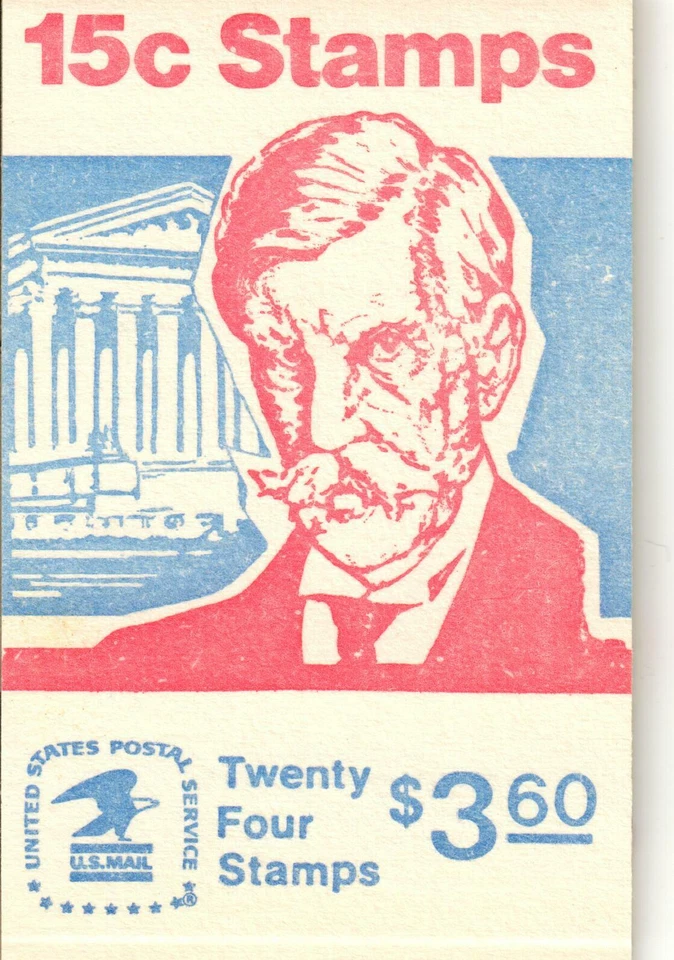 15c Stamps
UNITED STATES POSTAL SERVICE
U.S.MAIL
®
Twenty
Four
Stamps
$3 60